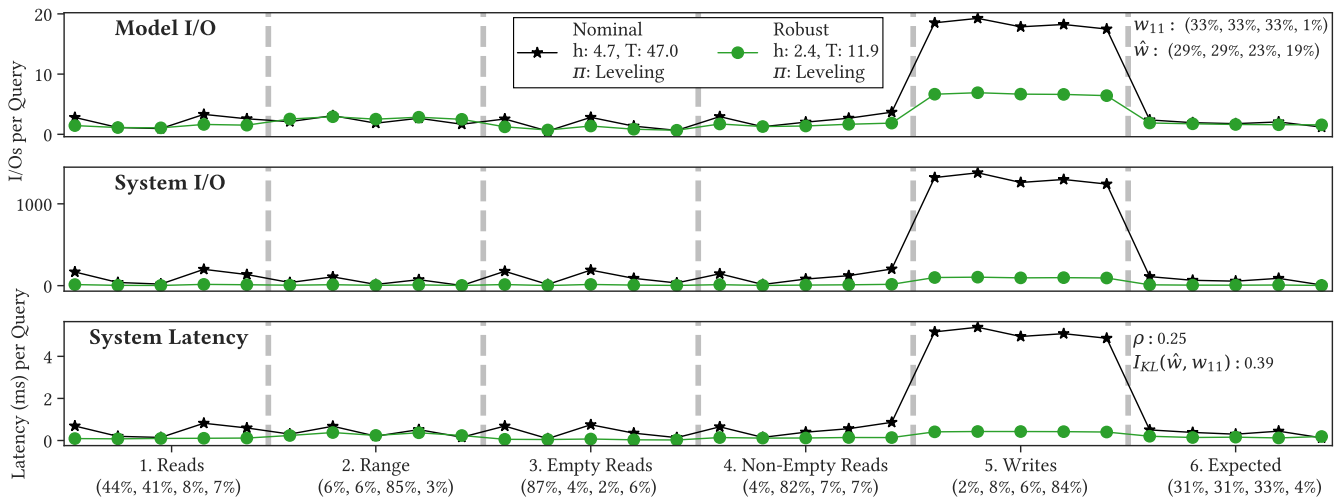 Model I/O
Nominal
h: 4.7, T: 47.0
π: Leveling
Robust
h: 2.4, T: 11.9
π: Leveling
w₁₁ : (33%, 33%, 33%, 1%)
ŵ : (29%, 29%, 23%, 19%)
20
10
0
I/Os per Query
System I/O
1000
0
System Latency
ρ : 0.25
I_KL(ŵ, w₁₁) : 0.39
4
2
0
Latency (ms) per Query
1. Reads
(44%, 41%, 8%, 7%)
2. Range
(6%, 6%, 85%, 3%)
3. Empty Reads
(87%, 4%, 2%, 6%)
4. Non-Empty Reads
(4%, 82%, 7%, 7%)
5. Writes
(2%, 8%, 6%, 84%)
6. Expected
(31%, 31%, 33%, 4%)